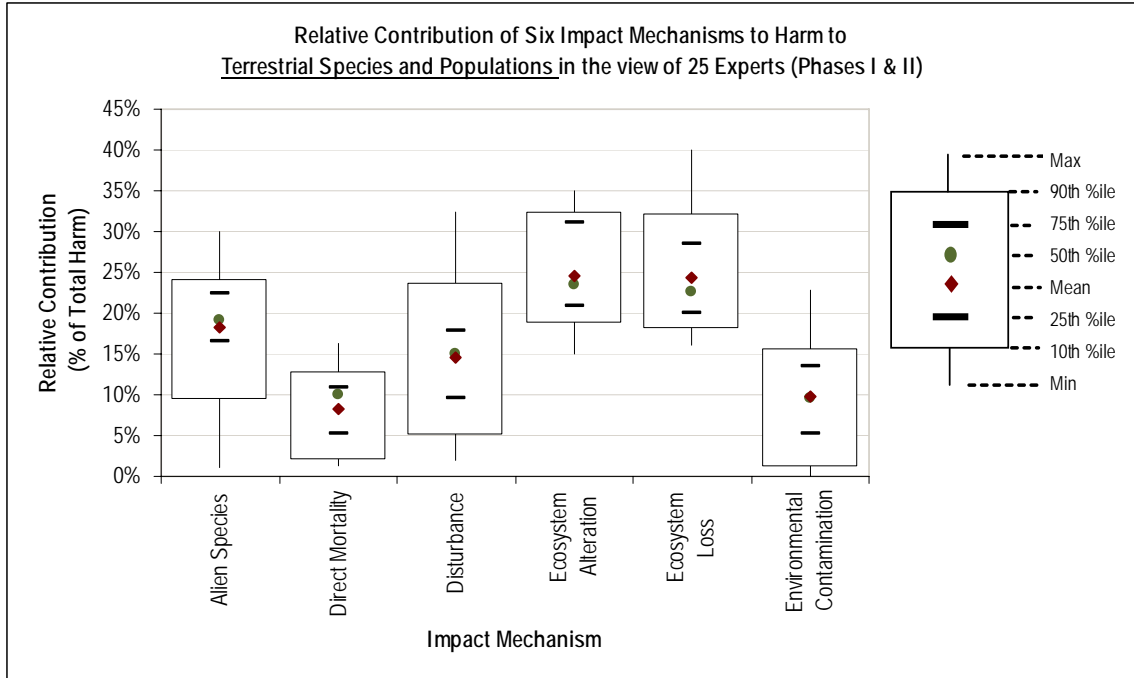 Relative Contribution of Six Impact Mechanisms to Harm to
Terrestrial Species and Populations in the view of 25 Experts (Phases I & II)
Relative Contribution
(% of Total Harm)
45%
40%
35%
30%
25%
20%
15%
10%
5%
0%
Alien Species
Direct Mortality
Disturbance
Ecosystem
Alteration
Ecosystem
Loss
Environmental
Contamination
Impact Mechanism
Max
90th %ile
75th %ile
50th %ile
Mean
25th %ile
10th %ile
Min